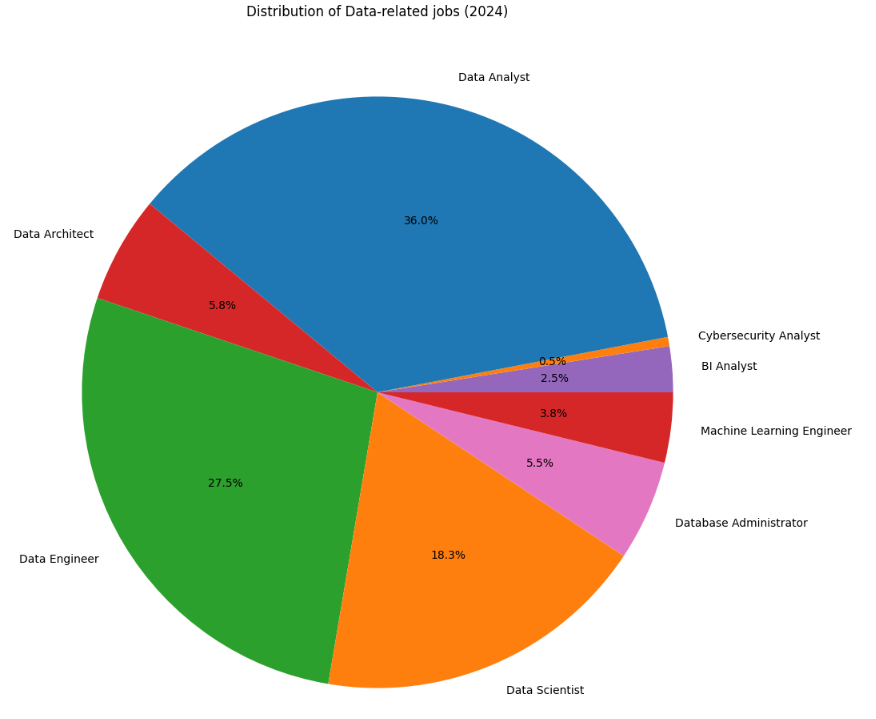 Distribution of Data-related jobs (2024)
Data Analyst
36.0%
Data Architect
5.8%
Cybersecurity Analyst
0.5%
BI Analyst
2.5%
3.8%
Machine Learning Engineer
5.5%
Database Administrator
27.5%
Data Engineer
18.3%
Data Scientist